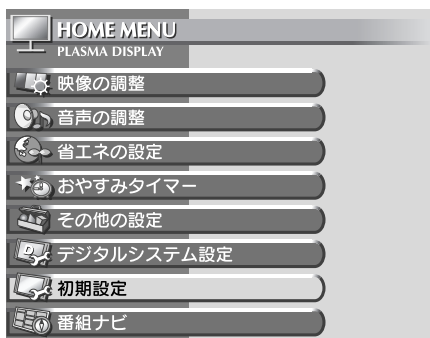 HOME MENU
PLASMA DISPLAY
映像の調整
音声の調整
省エネの設定
おやすみタイマー
その他の設定
デジタルシステム設定
初期設定
番組ナビ